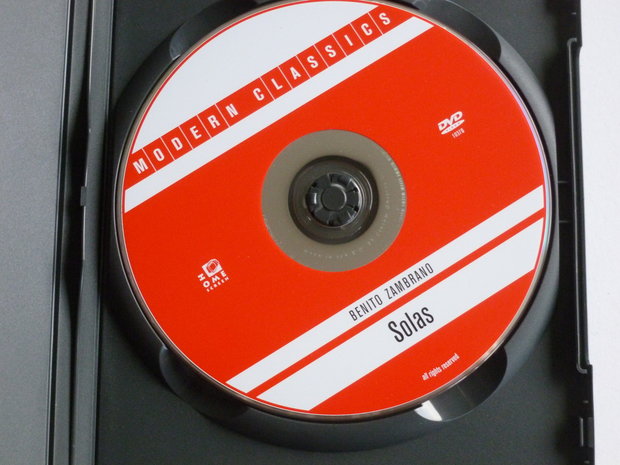 MODERN CLASSICS
DVD
HOME
SCREEN
BENITO ZAMBRANO
Solas
all rights reserved